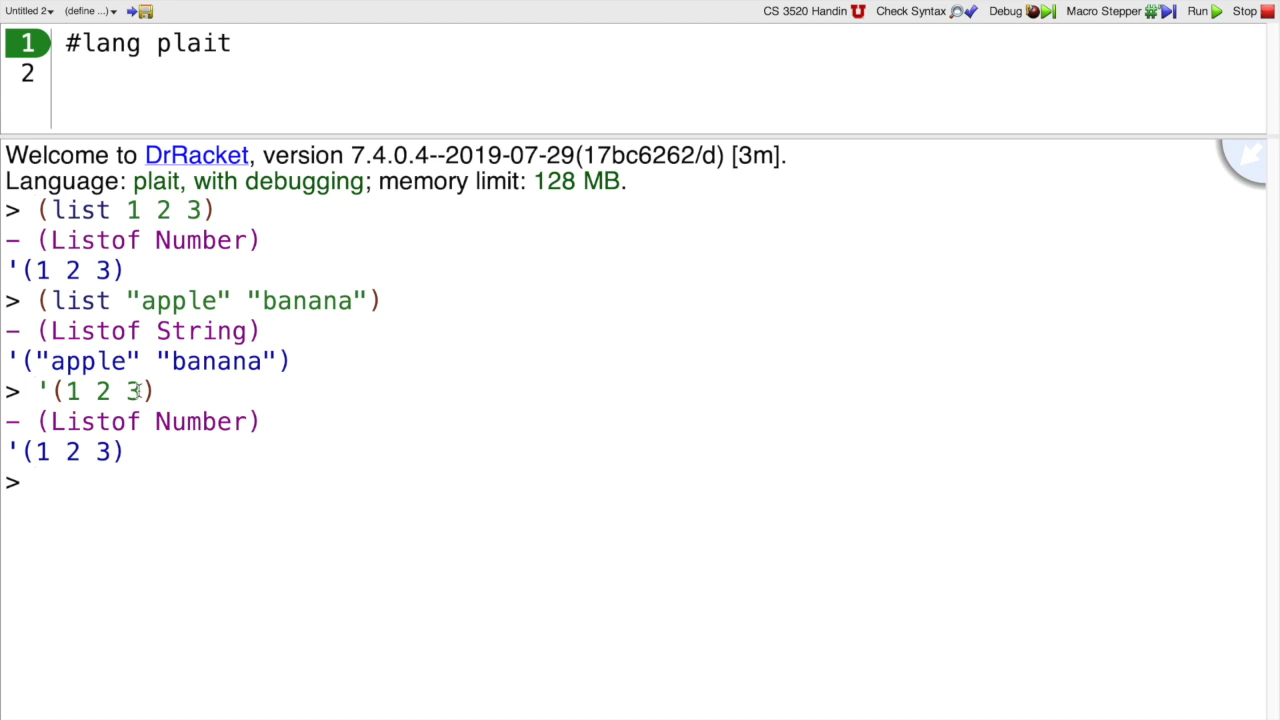 Untitled 2 (define ...) CS 3520 Handin Check Syntax Debug Macro Stepper Run Stop
1 #lang plait
2
Welcome to DrRacket, version 7.4.0.4--2019-07-29(17bc6262/d) [3m].
Language: plait, with debugging; memory limit: 128 MB.
> (list 1 2 3)
- (Listof Number)
'(1 2 3)
> (list "apple" "banana")
- (Listof String)
'("apple" "banana")
> '(1 2 3)
- (Listof Number)
'(1 2 3)
>